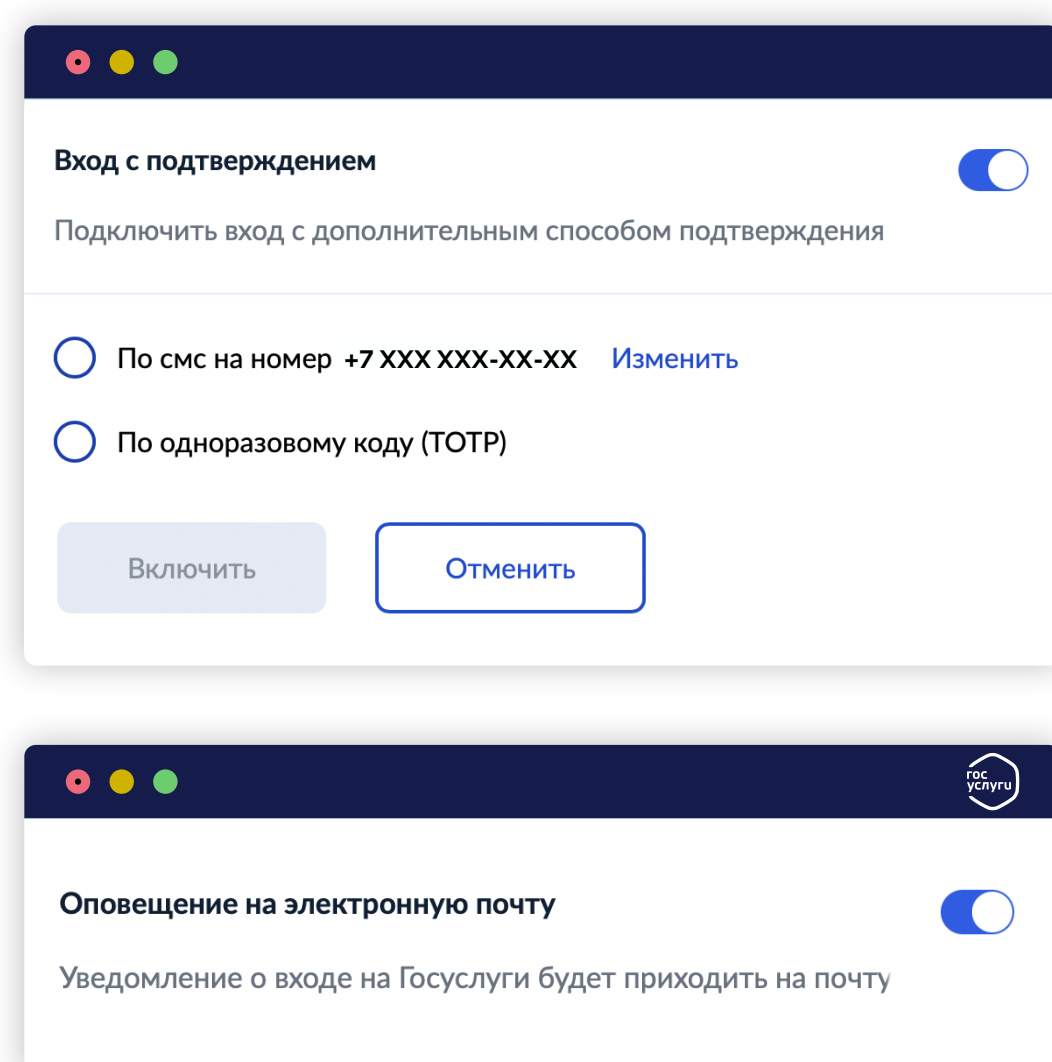 Вход с подтверждением
Подключить вход с дополнительным способом подтверждения
По смс на номер +7 XXX XXX-XX-XX Изменить
По одноразовому коду (TOTP)
Включить Отменить
гос
услуги
Оповещение на электронную почту
Уведомление о входе на Госуслуги будет приходить на почту